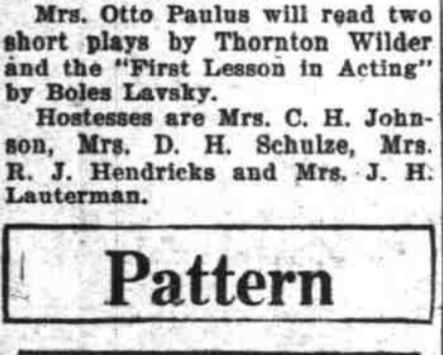 Mrs. Otto Paulus will read two
short plays by Thornton Wilder
and the "First Lesson in Acting"
by Boles Lavsky.
Hostesses are Mrs. C. H. John-
son, Mrs. D. H. Schulze, Mrs.
R. J. Hendricks and Mrs. J. H.
Lauterman.
Pattern